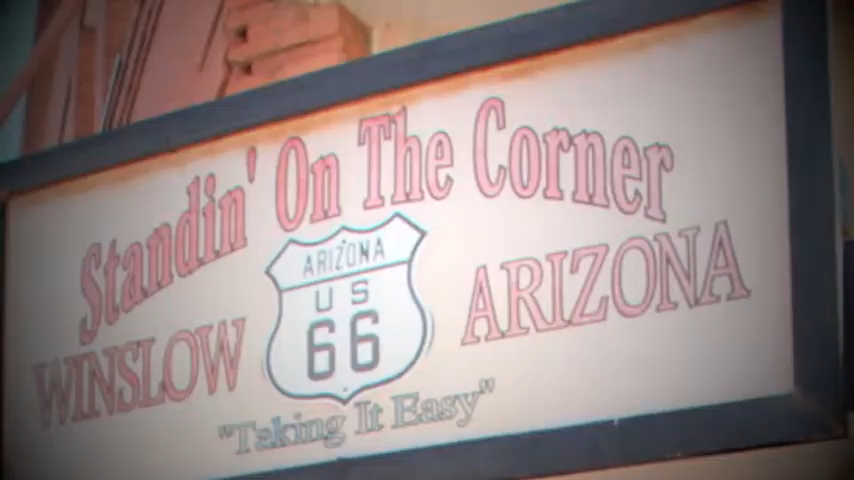 Standin' On The Corner
ARIZONA
US
66
WINSLOW ARIZONA
"Taking It Easy"